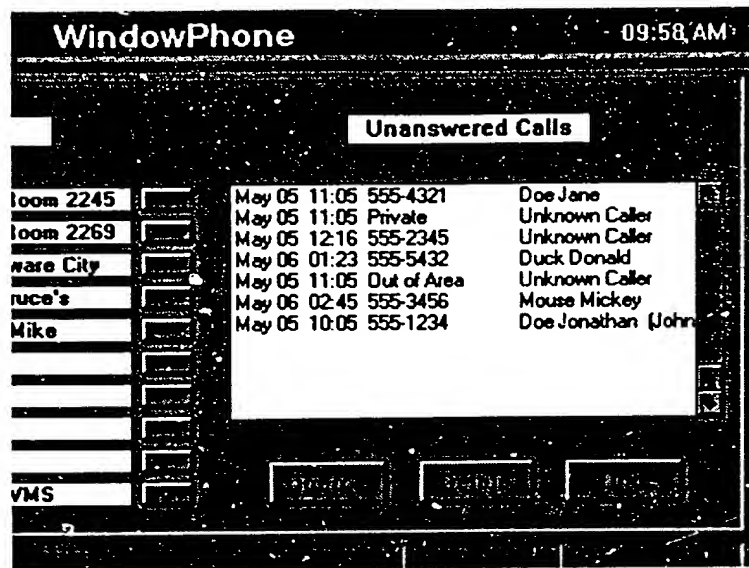 WindowPhone 09:58 AM
Unanswered Calls
Room 2245
Room 2269
ware City
ruce's
Mike
VMS
May 05 11:05 555-4321 Doe Jane
May 05 11:05 Private Unknown Caller
May 05 12:16 555-2345 Unknown Caller
May 06 01:23 555-5432 Duck Donald
May 05 11:05 Out of Area Unknown Caller
May 06 02:45 555-3456 Mouse Mickey
May 05 10:05 555-1234 Doe Jonathan (John